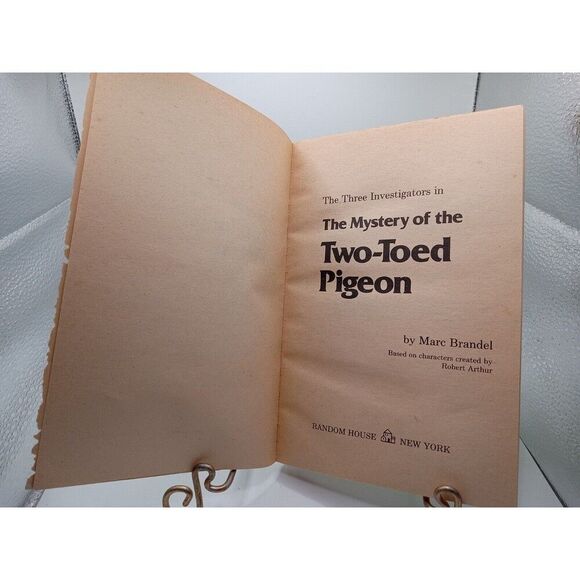 The Three Investigators in
The Mystery of the
Two-Toed
Pigeon
by Marc Brandel
Based on characters created by
Robert Arthur
RANDOM HOUSE NEW YORK